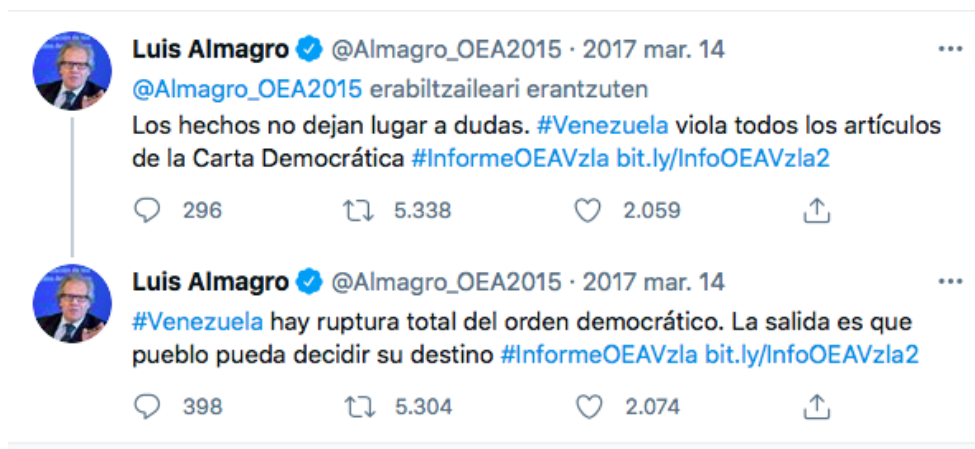 Luis Almagro @Almagro_OEA2015 · 2017 mar. 14
@Almagro_OEA2015 erabiltzaileari erantzuten
Los hechos no dejan lugar a dudas. #Venezuela viola todos los artículos
de la Carta Democrática #InformeOEAVzla bit.ly/InfoOEAVzla2
296 5.338 2.059
Luis Almagro @Almagro_OEA2015 · 2017 mar. 14
#Venezuela hay ruptura total del orden democrático. La salida es que
pueblo pueda decidir su destino #InformeOEAVzla bit.ly/InfoOEAVzla2
398 5.304 2.074